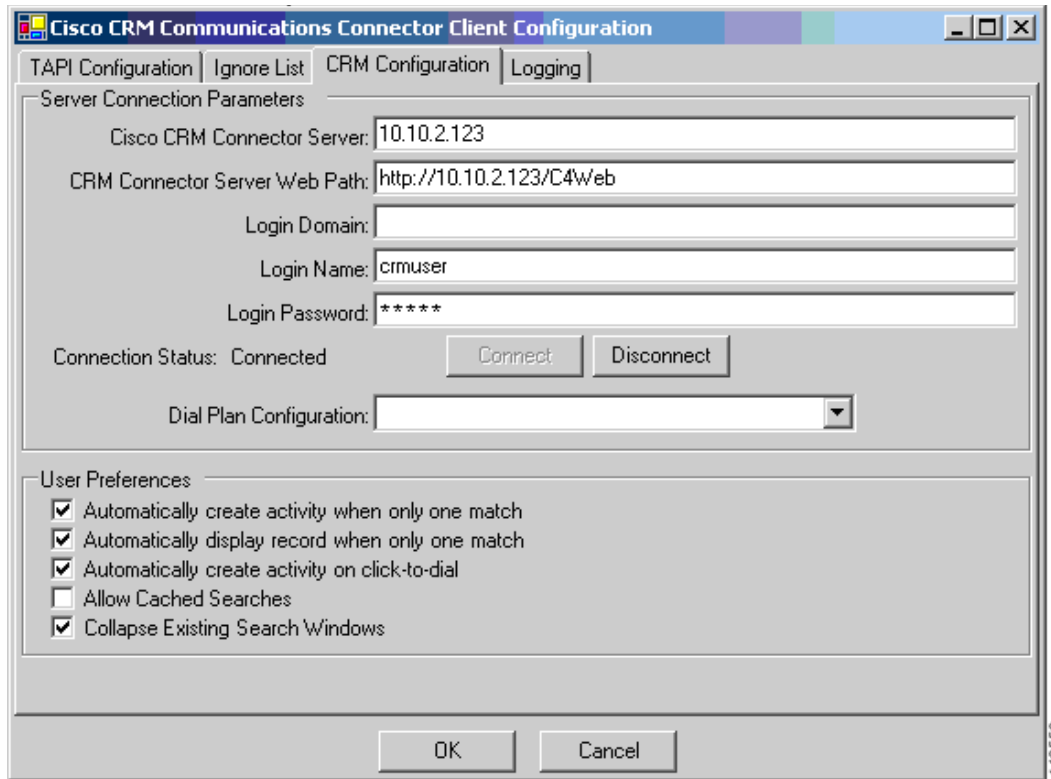 Cisco CRM Communications Connector Client Configuration
TAPI Configuration Ignore List CRM Configuration Logging
Server Connection Parameters
Cisco CRM Connector Server: 10.10.2.123
CRM Connector Server Web Path: http://10.10.2.123/C4Web
Login Domain:
Login Name: crmuser
Login Password: *****
Connection Status: Connected Connect Disconnect
Dial Plan Configuration:
User Preferences
Automatically create activity when only one match
Automatically display record when only one match
Automatically create activity on click-to-dial
Allow Cached Searches
Collapse Existing Search Windows
OK Cancel